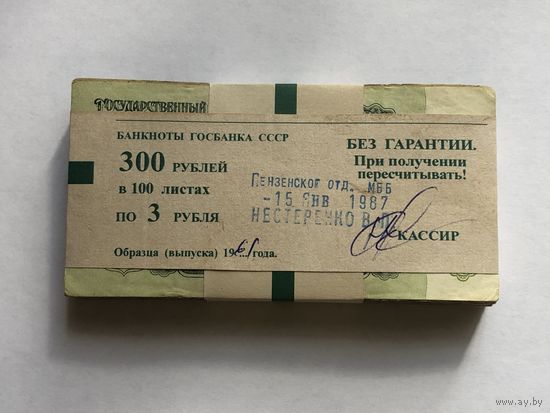 ГОСУДАРСТВЕННЫЙ
БАНКНОТЫ ГОСБАНКА СССР
300 РУБЛЕЙ
в 100 листах
ПО 3 РУБЛЯ
Образца (выпуска) 1961 года.
БЕЗ ГАРАНТИИ.
При получении
пересчитывать!
ПЕНЗЕНСКОЕ ОТД. МББ
-15 ЯНВ 1987
НЕСТЕРЕНКО В.
КАССИР
www.ay.by